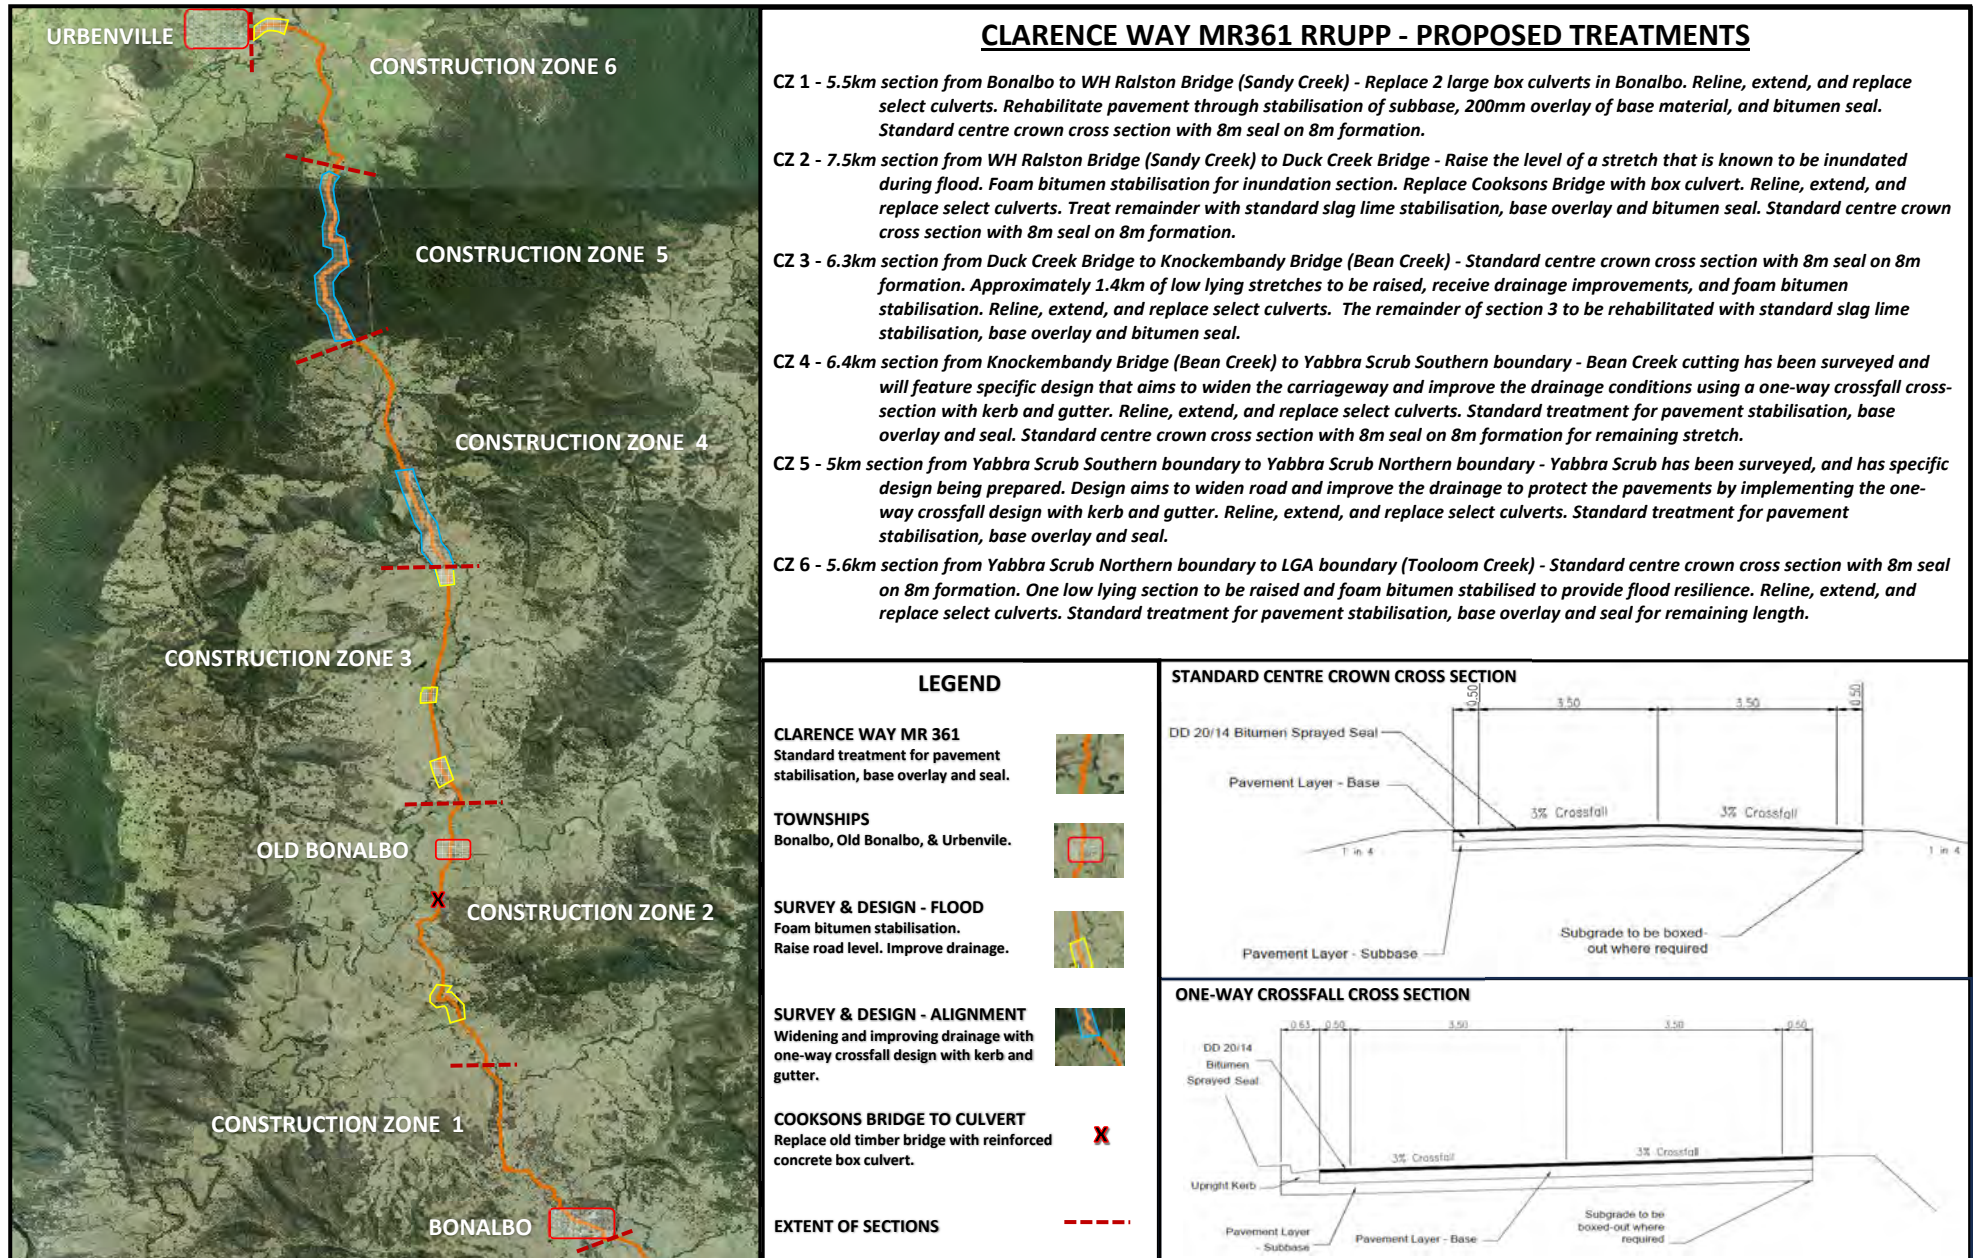 URBENVILLE
CONSTRUCTION ZONE 6
CONSTRUCTION ZONE 5
CONSTRUCTION ZONE 4
CONSTRUCTION ZONE 3
OLD BONALBO
X
CONSTRUCTION ZONE 2
CONSTRUCTION ZONE 1
BONALBO
CLARENCE WAY MR361 RRUPP - PROPOSED TREATMENTS
CZ 1 - 5.5km section from Bonalbo to WH Ralston Bridge (Sandy Creek) - Replace 2 large box culverts in Bonalbo. Reline, extend, and replace
select culverts. Rehabilitate pavement through stabilisation of subbase, 200mm overlay of base material, and bitumen seal.
Standard centre crown cross section with 8m seal on 8m formation.
CZ 2 - 7.5km section from WH Ralston Bridge (Sandy Creek) to Duck Creek Bridge - Raise the level of a stretch that is known to be inundated
during flood. Foam bitumen stabilisation for inundation section. Replace Cooksons Bridge with box culvert. Reline, extend, and
replace select culverts. Treat remainder with standard slag lime stabilisation, base overlay and bitumen seal. Standard centre crown
cross section with 8m seal on 8m formation.
CZ 3 - 6.3km section from Duck Creek Bridge to Knockembandy Bridge (Bean Creek) - Standard centre crown cross section with 8m seal on 8m
formation. Approximately 1.4km of low lying stretches to be raised, receive drainage improvements, and foam bitumen
stabilisation. Reline, extend, and replace select culverts. The remainder of section 3 to be rehabilitated with standard slag lime
stabilisation, base overlay and bitumen seal.
CZ 4 - 6.4km section from Knockembandy Bridge (Bean Creek) to Yabbra Scrub Southern boundary - Bean Creek cutting has been surveyed and
will feature specific design that aims to widen the carriageway and improve the drainage conditions using a one-way crossfall cross-
section with kerb and gutter. Reline, extend, and replace select culverts. Standard treatment for pavement stabilisation, base
overlay and seal. Standard centre crown cross section with 8m seal on 8m formation for remaining stretch.
CZ 5 - 5km section from Yabbra Scrub Southern boundary to Yabbra Scrub Northern boundary - Yabbra Scrub has been surveyed, and has specific
design being prepared. Design aims to widen road and improve the drainage to protect the pavements by implementing the one-
way crossfall design with kerb and gutter. Reline, extend, and replace select culverts. Standard treatment for pavement
stabilisation, base overlay and seal.
CZ 6 - 5.6km section from Yabbra Scrub Northern boundary to LGA boundary (Tooloom Creek) - Standard centre crown cross section with 8m seal
on 8m formation. One low lying section to be raised and foam bitumen stabilised to provide flood resilience. Reline, extend, and
replace select culverts. Standard treatment for pavement stabilisation, base overlay and seal for remaining length.
LEGEND
CLARENCE WAY MR 361
Standard treatment for pavement
stabilisation, base overlay and seal.
TOWNSHIPS
Bonalbo, Old Bonalbo, & Urbenvile.
SURVEY & DESIGN - FLOOD
Foam bitumen stabilisation.
Raise road level. Improve drainage.
SURVEY & DESIGN - ALIGNMENT
Widening and improving drainage with
one-way crossfall design with kerb and
gutter.
COOKSONS BRIDGE TO CULVERT
Replace old timber bridge with reinforced
concrete box culvert.
X
EXTENT OF SECTIONS
STANDARD CENTRE CROWN CROSS SECTION
0.50 3.50 3.50 0.50
DD 20/14 Bitumen Sprayed Seal
Pavement Layer - Base
3% Crossfall 3% Crossfall
1 in 4 1 in 4
Subgrade to be boxed-
out where required
Pavement Layer - Subbase
ONE-WAY CROSSFALL CROSS SECTION
0.63 0.50 3.50 3.50 0.50
DD 20/14
Bitumen
Sprayed Seal
3% Crossfall 3% Crossfall
Upright Kerb
Pavement Layer
- Subbase
Pavement Layer - Base
Subgrade to be
boxed-out where
required